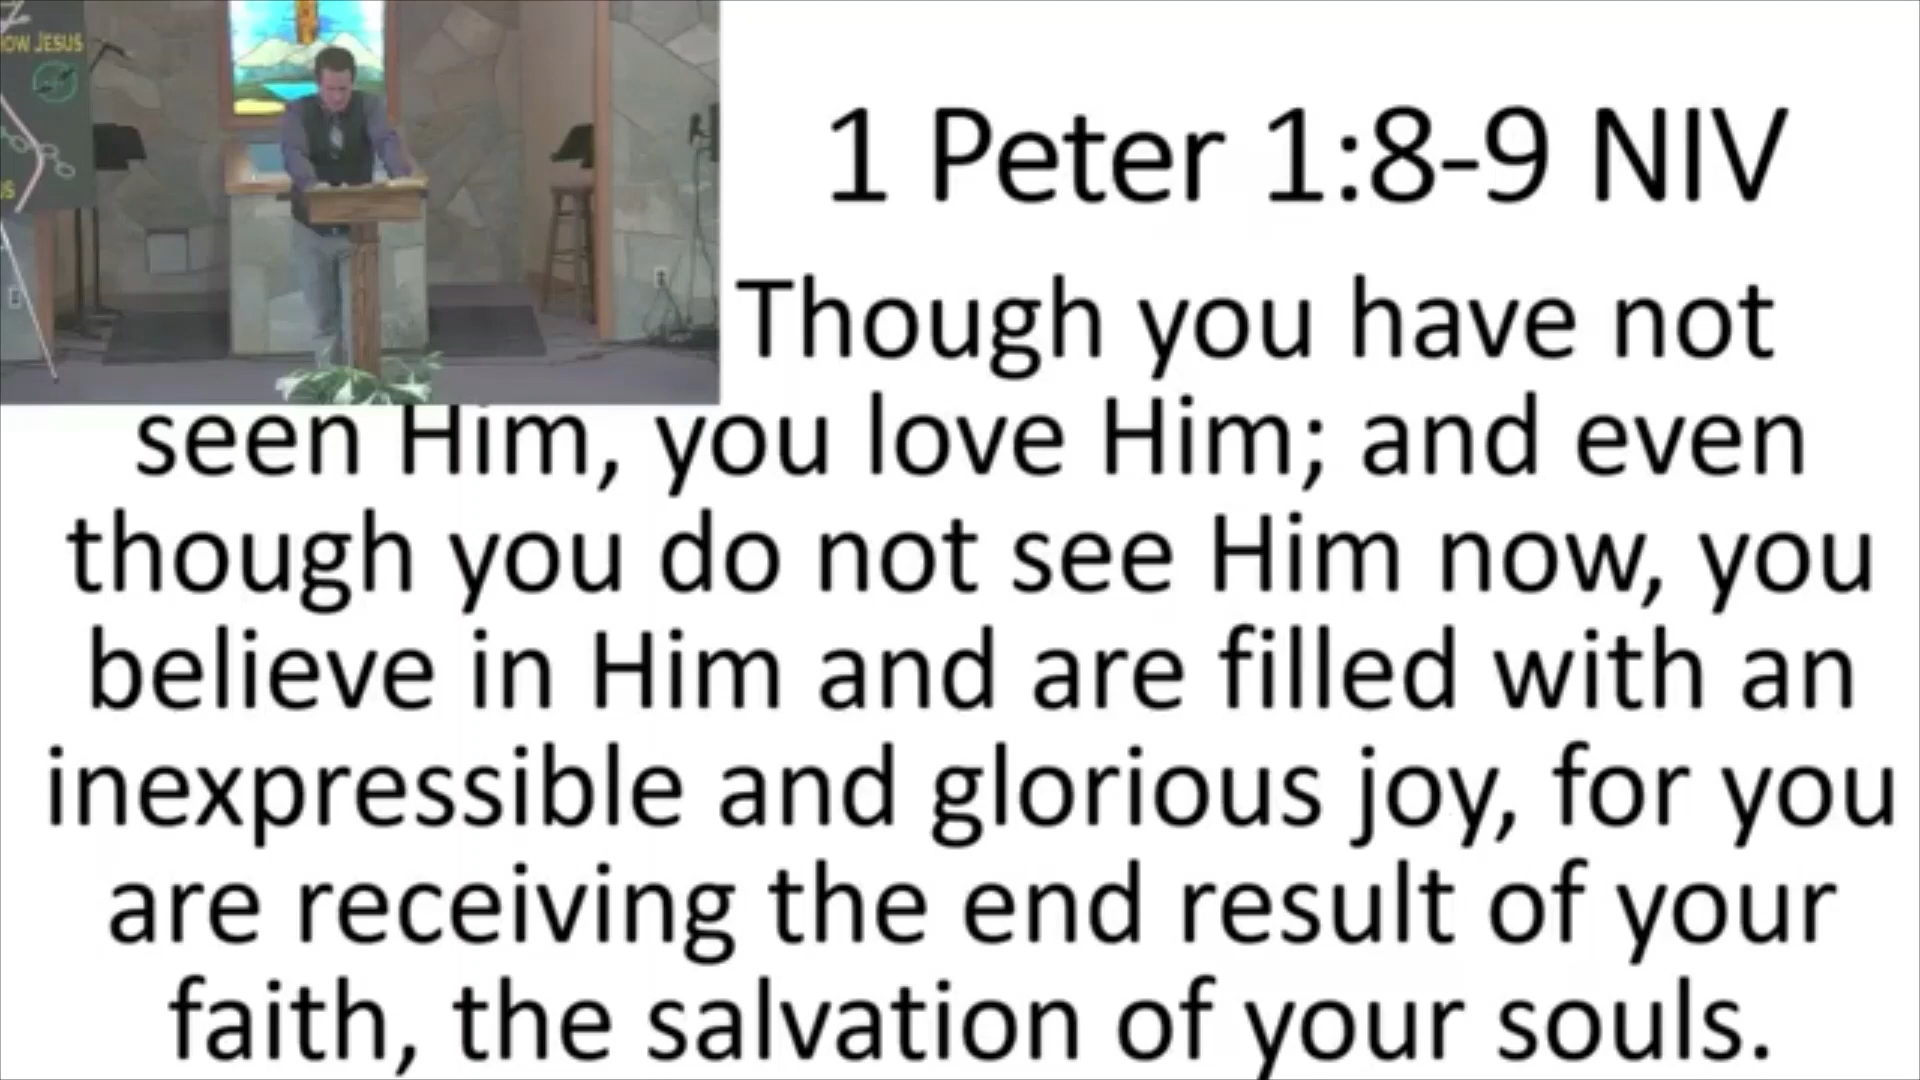 OW JESUS
1 Peter 1:8-9 NIV
Though you have not
seen Him, you love Him; and even
though you do not see Him now, you
believe in Him and are filled with an
inexpressible and glorious joy, for you
are receiving the end result of your
faith, the salvation of your souls.